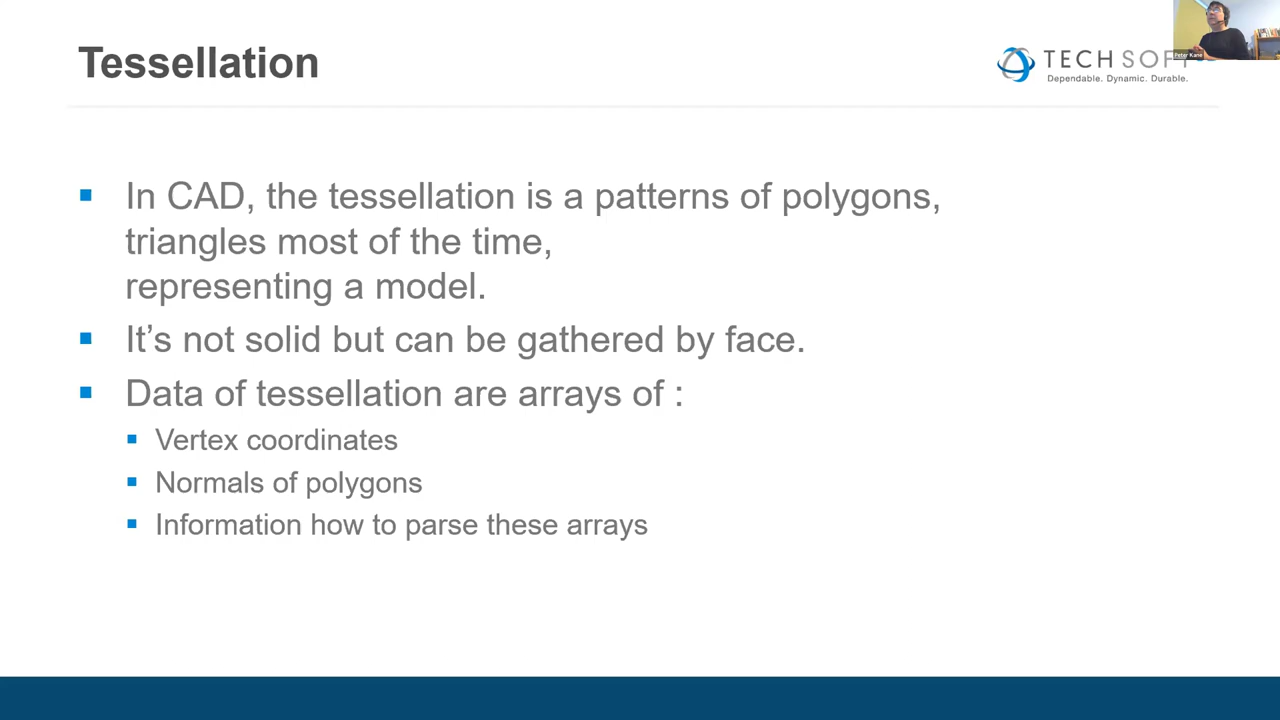 Tessellation
TECH SOFT
Dependable. Dynamic. Durable.
Peter Kane
In CAD, the tessellation is a patterns of polygons,
triangles most of the time,
representing a model.
It's not solid but can be gathered by face.
Data of tessellation are arrays of :
Vertex coordinates
Normals of polygons
Information how to parse these arrays